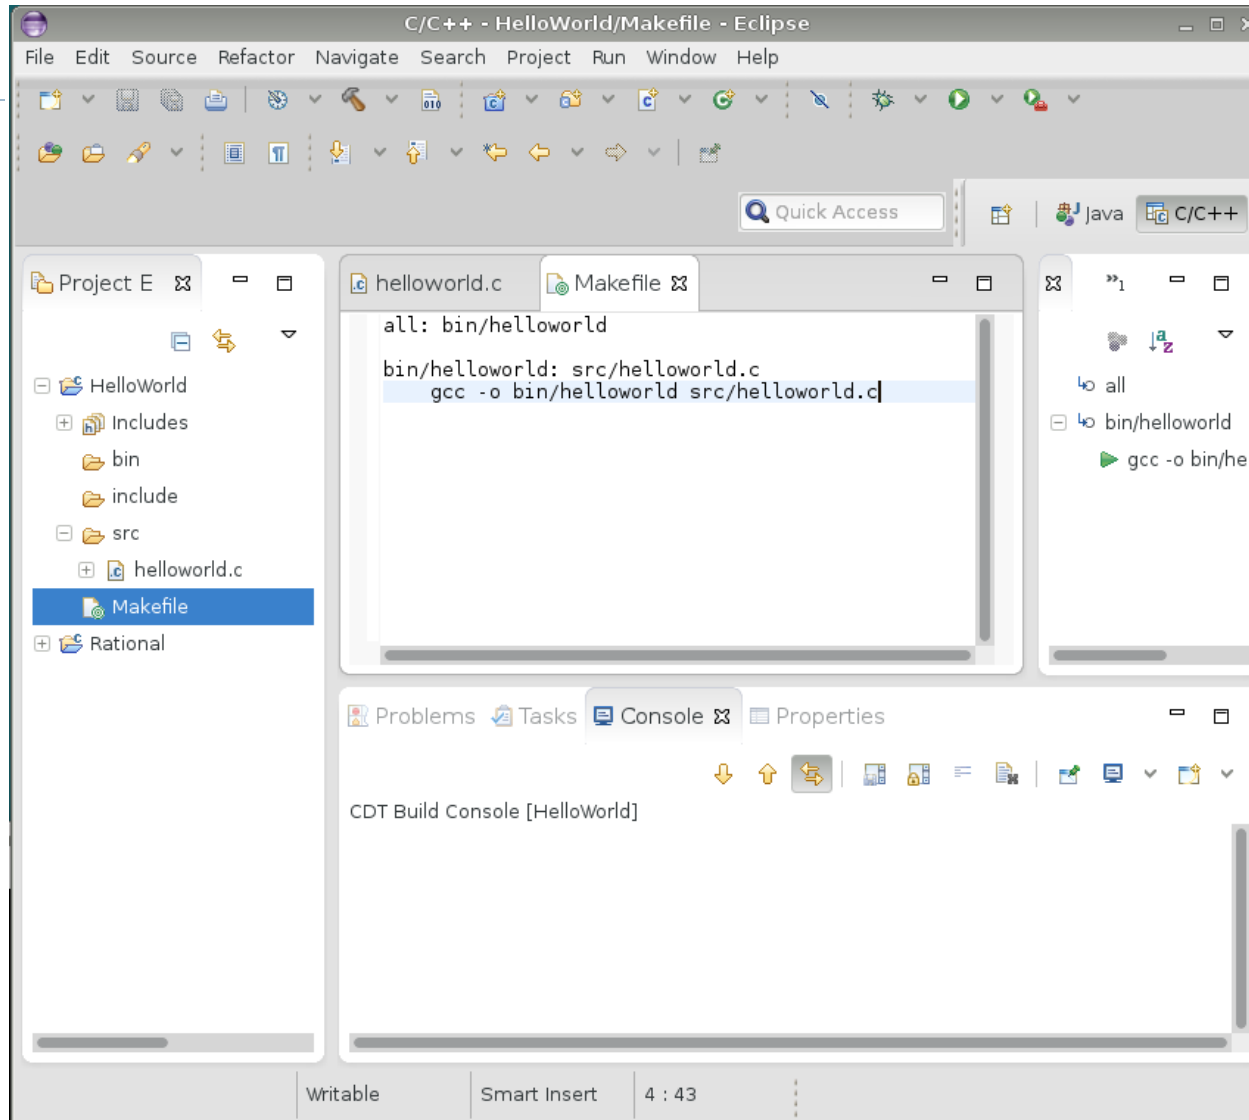 C/C++ - HelloWorld/Makefile - Eclipse
File Edit Source Refactor Navigate Search Project Run Window Help
010
Quick Access
Java
C/C++
Project E
HelloWorld
Includes
bin
include
src
helloworld.c
Makefile
Rational
helloworld.c
Makefile
all: bin/helloworld
bin/helloworld: src/helloworld.c
gcc -o bin/helloworld src/helloworld.c
»1
all
bin/helloworld
gcc -o bin/he
Problems
Tasks
Console
Properties
CDT Build Console [HelloWorld]
Writable
Smart Insert
4 : 43